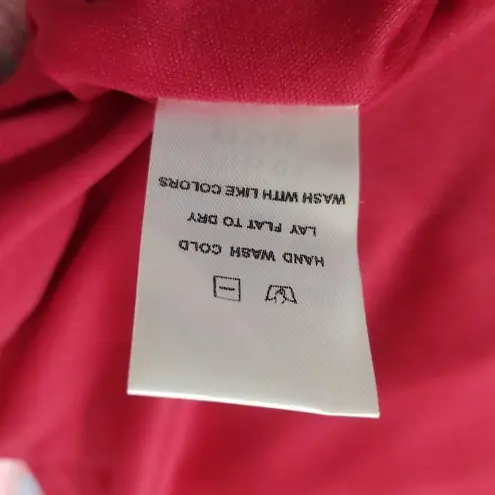 HAND WASH COLD
LAY FLAT TO DRY
WASH WITH LIKE COLORS